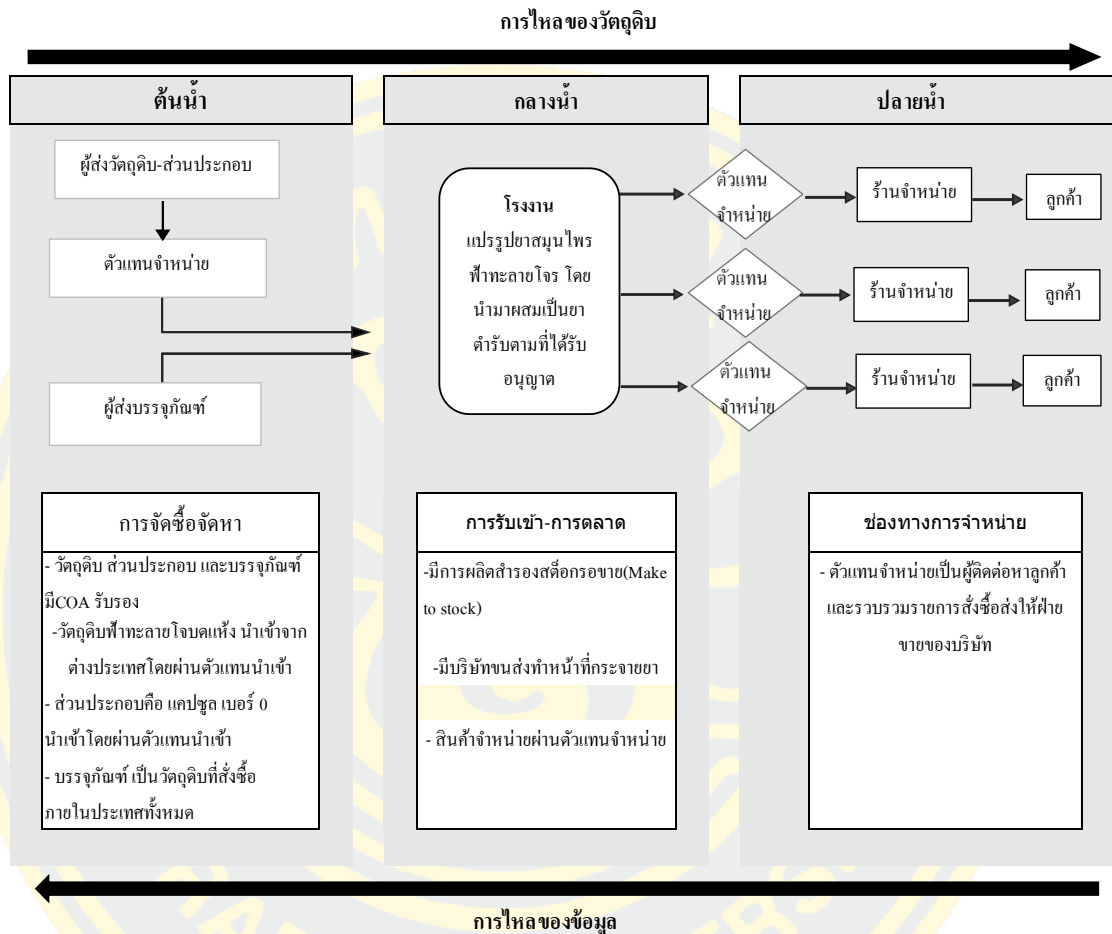 การไหลของวัตถุดิบ
ต้นน้ำ
กลางน้ำ
ปลายน้ำ
ผู้ส่งวัตถุดิบ-ส่วนประกอบ
ตัวแทนจำหน่าย
ผู้ส่งบรรจุภัณฑ์
โรงงาน
แปรรูปยาสมุนไพร
ฟ้าทะลายโจร โดย
นำมาผสมเป็นยา
ตำรับตามที่ได้รับ
อนุญาต
ตัวแทน
จำหน่าย
ร้านจำหน่าย
ลูกค้า
ตัวแทน
จำหน่าย
ร้านจำหน่าย
ลูกค้า
ตัวแทน
จำหน่าย
ร้านจำหน่าย
ลูกค้า
การจัดซื้อจัดหา
- วัตถุดิบ ส่วนประกอบ และบรรจุภัณฑ์
มีCOA รับรอง
-วัตถุดิบฟ้าทะลายโจบดแห้ง นำเข้าจาก
ต่างประเทศโดยผ่านตัวแทนนำเข้า
- ส่วนประกอบคือ แคปซูล เบอร์ 0
นำเข้าโดยผ่านตัวแทนนำเข้า
- บรรจุภัณฑ์ เป็นวัตถุดิบที่สั่งซื้อ
ภายในประเทศทั้งหมด
การรับเข้า-การตลาด
-มีการผลิตสำรองสต็อกรอขาย(Make
to stock)
-มีบริษัทขนส่งทำหน้าที่กระจายยา
- สินค้าจำหน่ายผ่านตัวแทนจำหน่าย
ช่องทางการจำหน่าย
- ตัวแทนจำหน่ายเป็นผู้ติดต่อหาลูกค้า
และรวบรวมรายการสั่งซื้อส่งให้ฝ่าย
ขายของบริษัท
การไหลของข้อมูล